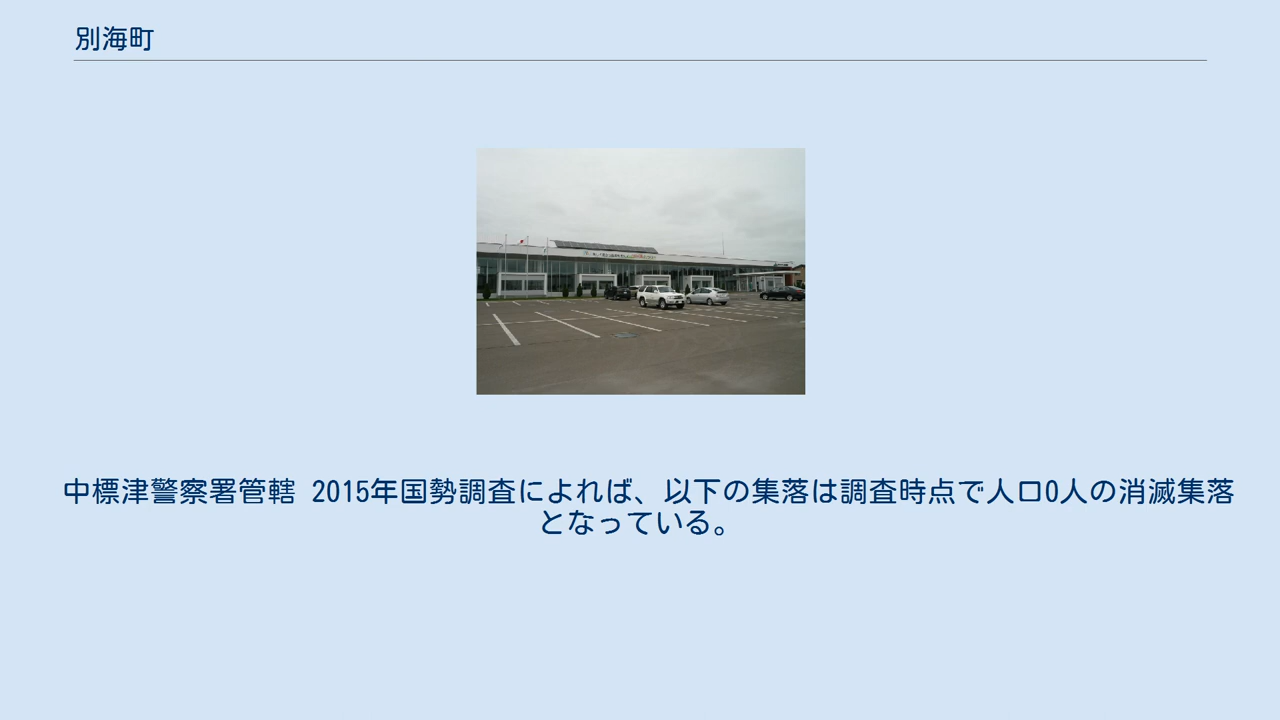 別海町
中標津警察署管轄 2015年国勢調査によれば、以下の集落は調査時点で人口0人の消滅集落
となっている。